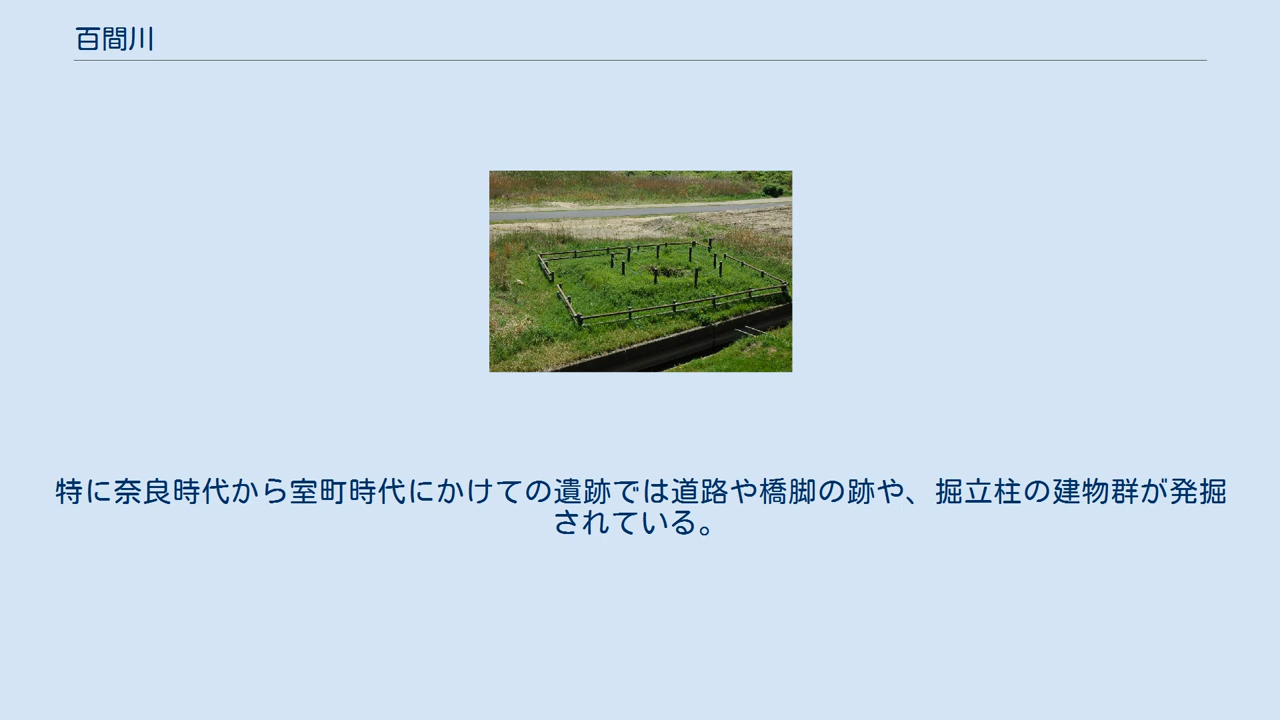 百間川
特に奈良時代から室町時代にかけての遺跡では道路や橋脚の跡や、掘立柱の建物群が発掘
されている。